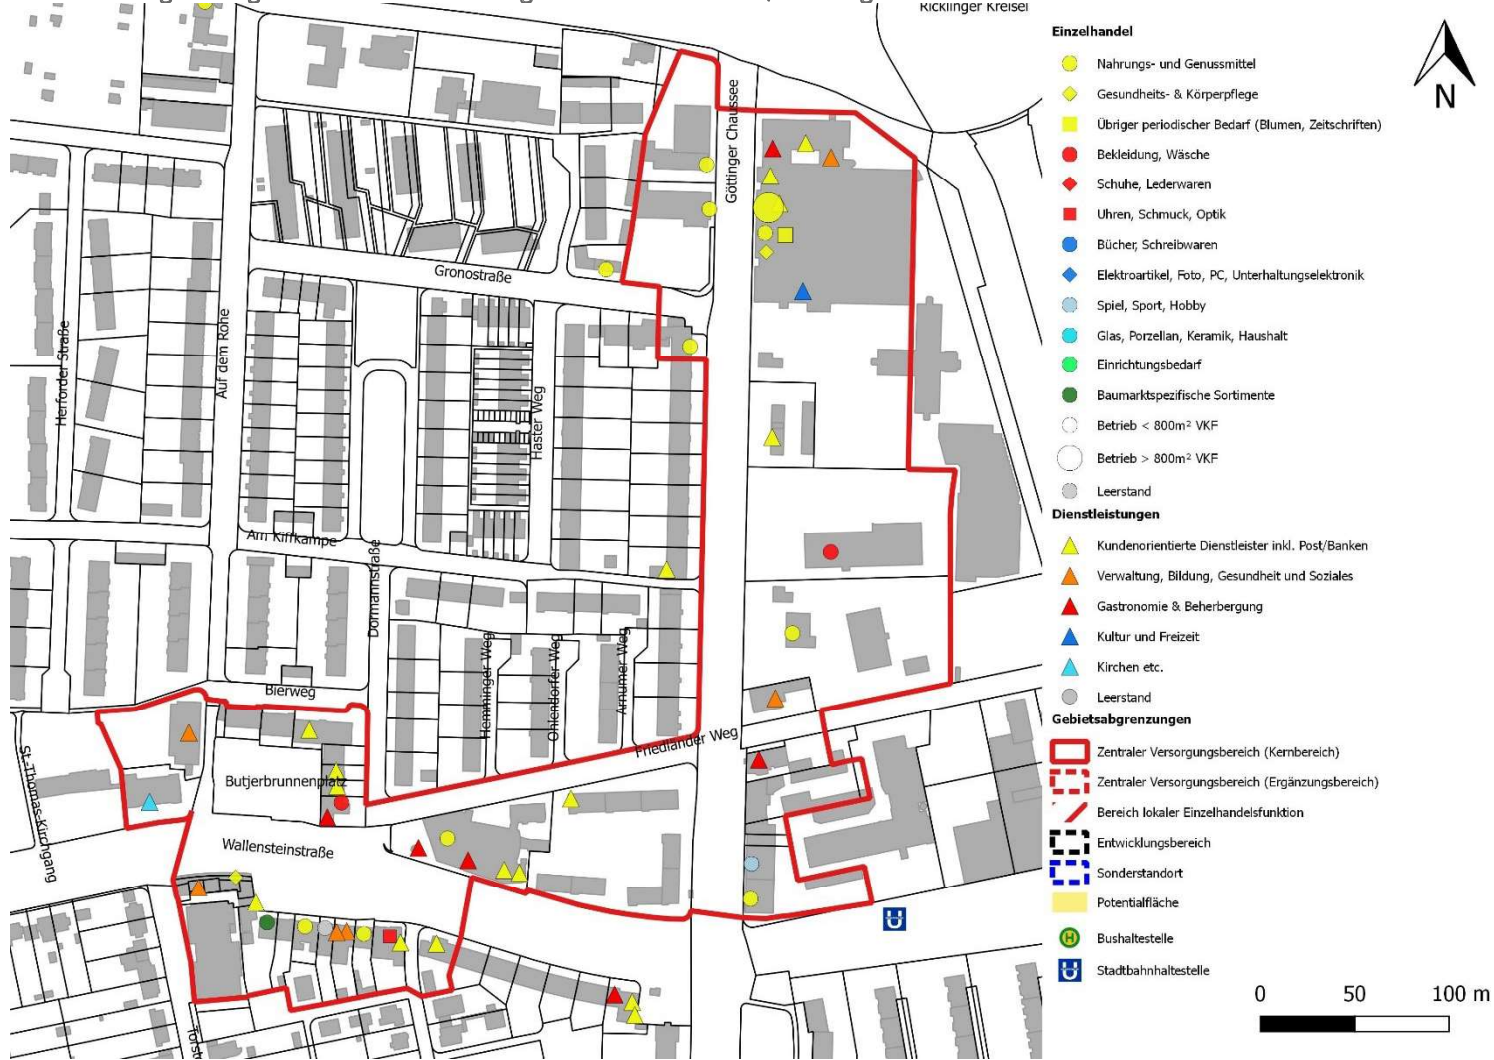 Ricklinger Kreisel
Göttinger Chaussee
Gronostraße
Herforder Straße
Auf dem Rohe
Haster Weg
Am Kiffkampe
Dormannstraße
Hemminger Weg
Ohlendorfer Weg
Arnumer Weg
Bierweg
Friedländer Weg
St.-Thomas-Kirchgang
Butjerbrunnenplatz
Wallensteinstraße
Einzelhandel
Nahrungs- und Genussmittel
Gesundheits- & Körperpflege
Übriger periodischer Bedarf (Blumen, Zeitschriften)
Bekleidung, Wäsche
Schuhe, Lederwaren
Uhren, Schmuck, Optik
Bücher, Schreibwaren
Elektroartikel, Foto, PC, Unterhaltungselektronik
Spiel, Sport, Hobby
Glas, Porzellan, Keramik, Haushalt
Einrichtungsbedarf
Baumarktspezifische Sortimente
Betrieb < 800m² VKF
Betrieb > 800m² VKF
Leerstand
Dienstleistungen
Kundenorientierte Dienstleister inkl. Post/Banken
Verwaltung, Bildung, Gesundheit und Soziales
Gastronomie & Beherbergung
Kultur und Freizeit
Kirchen etc.
Leerstand
Gebietsabgrenzungen
Zentraler Versorgungsbereich (Kernbereich)
Zentraler Versorgungsbereich (Ergänzungsbereich)
Bereich lokaler Einzelhandelsfunktion
Entwicklungsbereich
Sonderstandort
Potentialfläche
H Bushaltestelle
U Stadtbahnhaltestelle
U
N
0 50 100 m